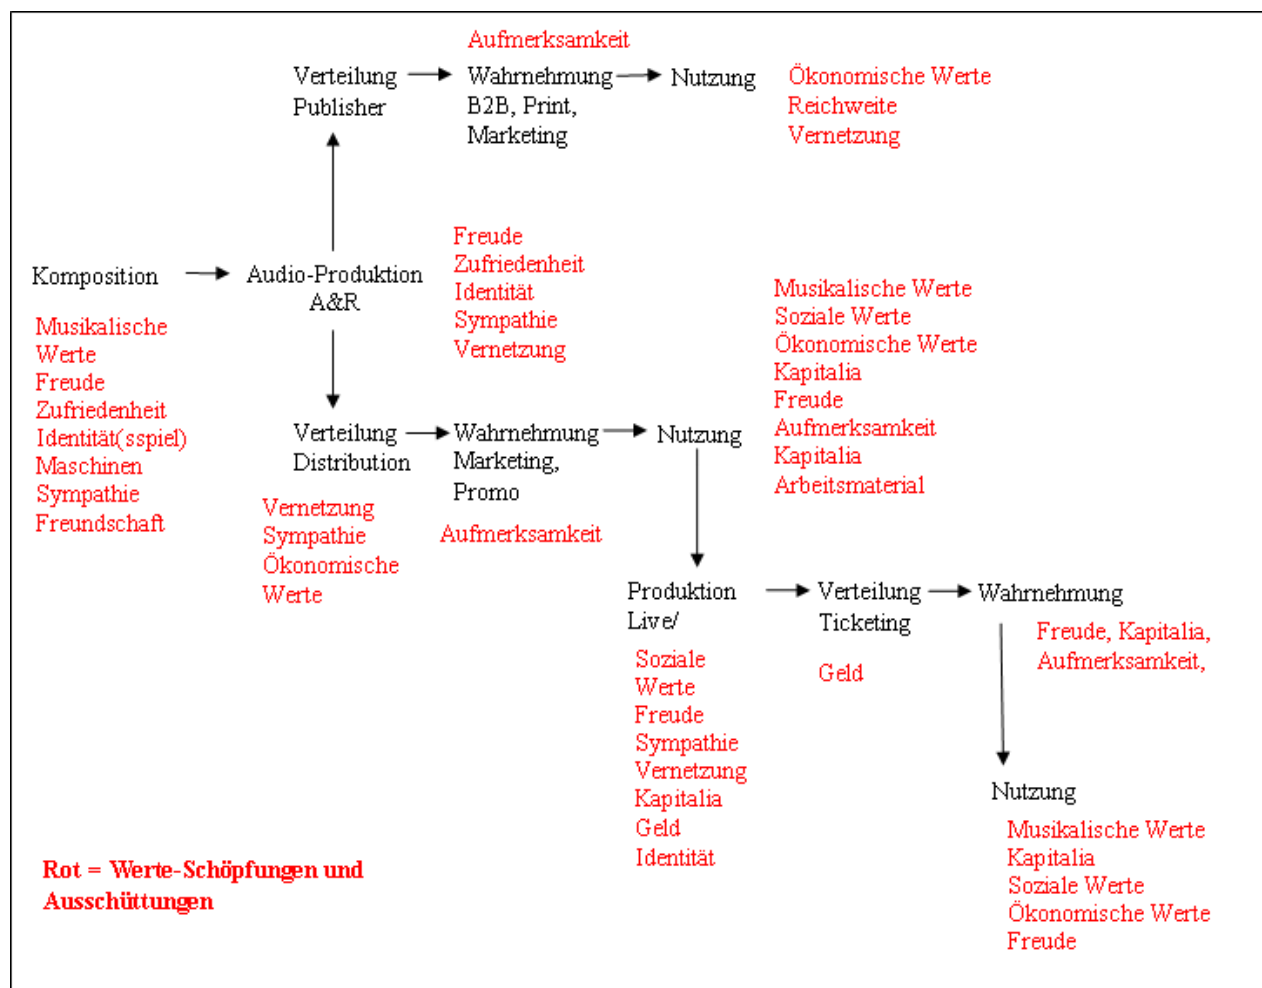 Aufmerksamkeit
Verteilung
Publisher
Wahrnehmung
B2B, Print,
Marketing
Nutzung
Ökonomische Werte
Reichweite
Vernetzung
Komposition
Musikalische
Werte
Freude
Zufriedenheit
Identität(sspiel)
Maschinen
Sympathie
Freundschaft
Audio-Produktion
A&R
Freude
Zufriedenheit
Identität
Sympathie
Vernetzung
Verteilung
Distribution
Vernetzung
Sympathie
Ökonomische
Werte
Wahrnehmung
Marketing,
Promo
Aufmerksamkeit
Nutzung
Musikalische Werte
Soziale Werte
Ökonomische Werte
Kapitalia
Freude
Aufmerksamkeit
Kapitalia
Arbeitsmaterial
Produktion
Live/
Soziale
Werte
Freude
Sympathie
Vernetzung
Kapitalia
Geld
Identität
Verteilung
Ticketing
Geld
Wahrnehmung
Freude, Kapitalia,
Aufmerksamkeit,
Nutzung
Musikalische Werte
Kapitalia
Soziale Werte
Ökonomische Werte
Freude
Rot = Werte-Schöpfungen und
Ausschüttungen